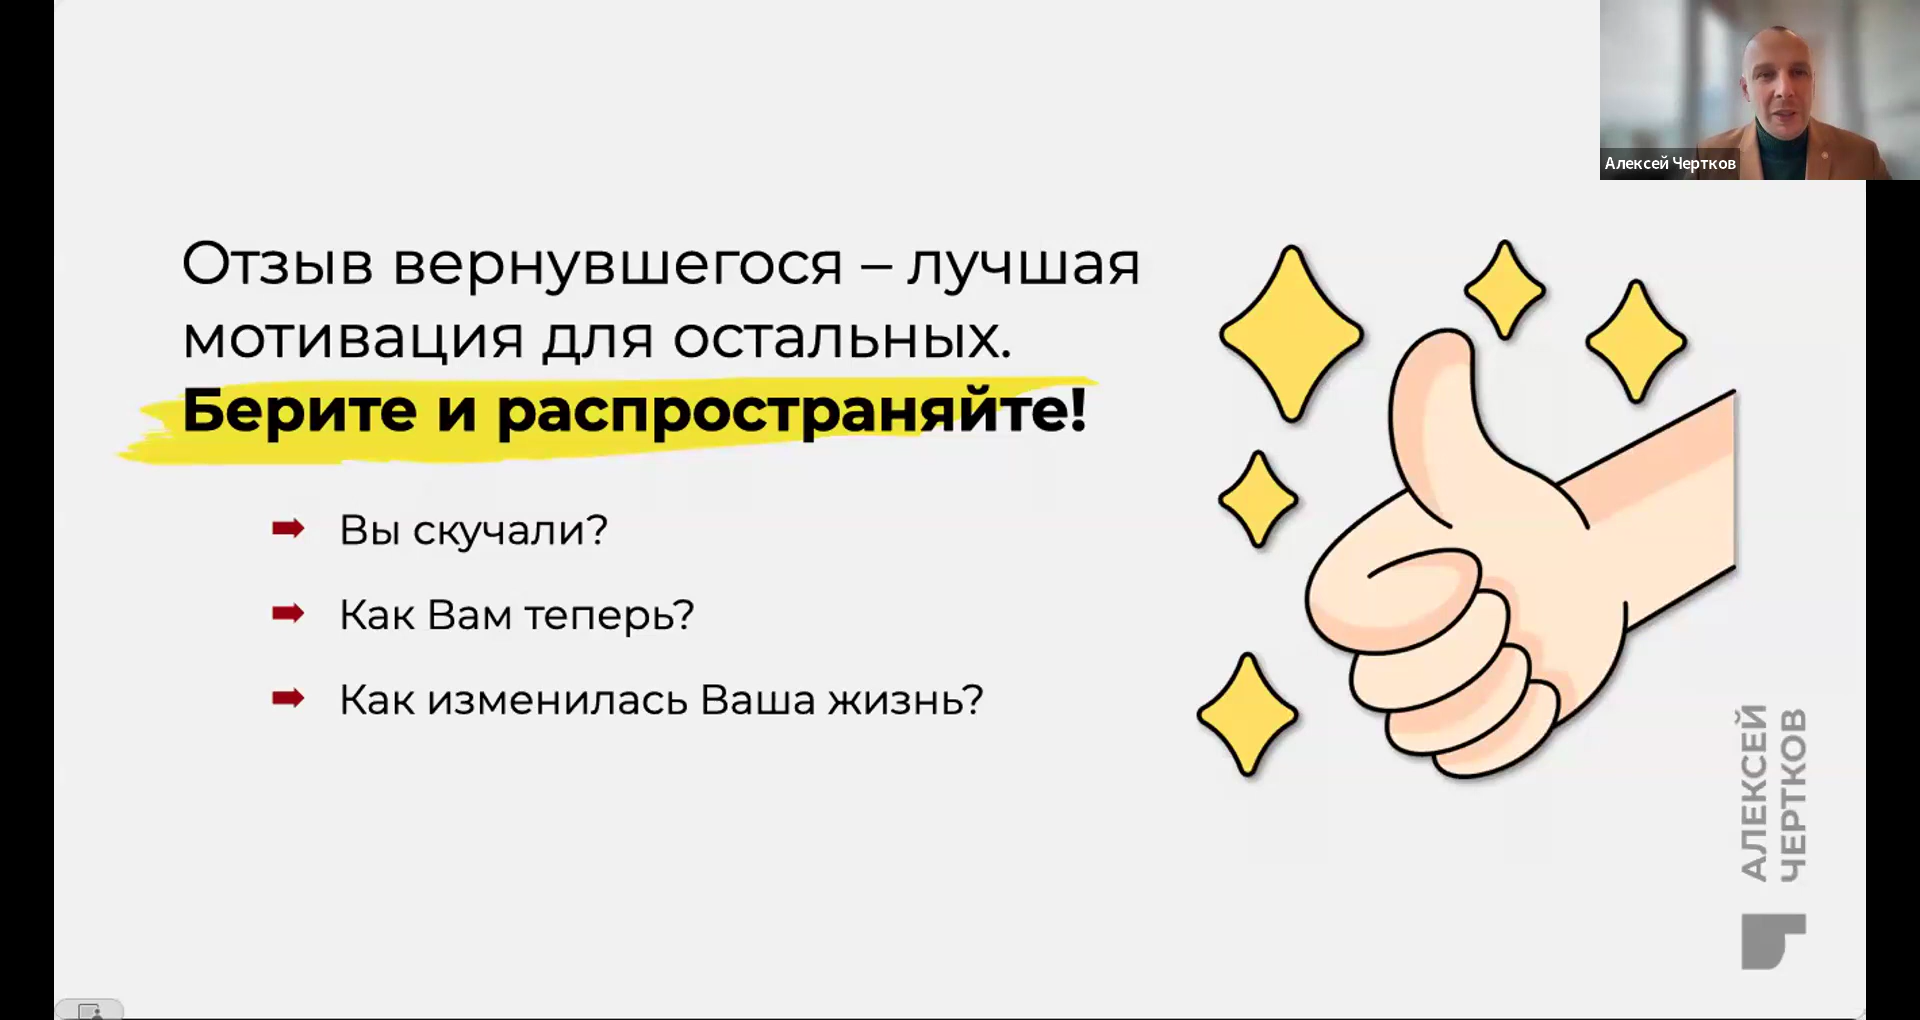 Алексей Чертков
Отзыв вернувшегося – лучшая
мотивация для остальных.
Берите и распространяйте!
Вы скучали?
Как Вам теперь?
Как изменилась Ваша жизнь?
АЛЕКСЕЙ
ЧЕРТКОВ